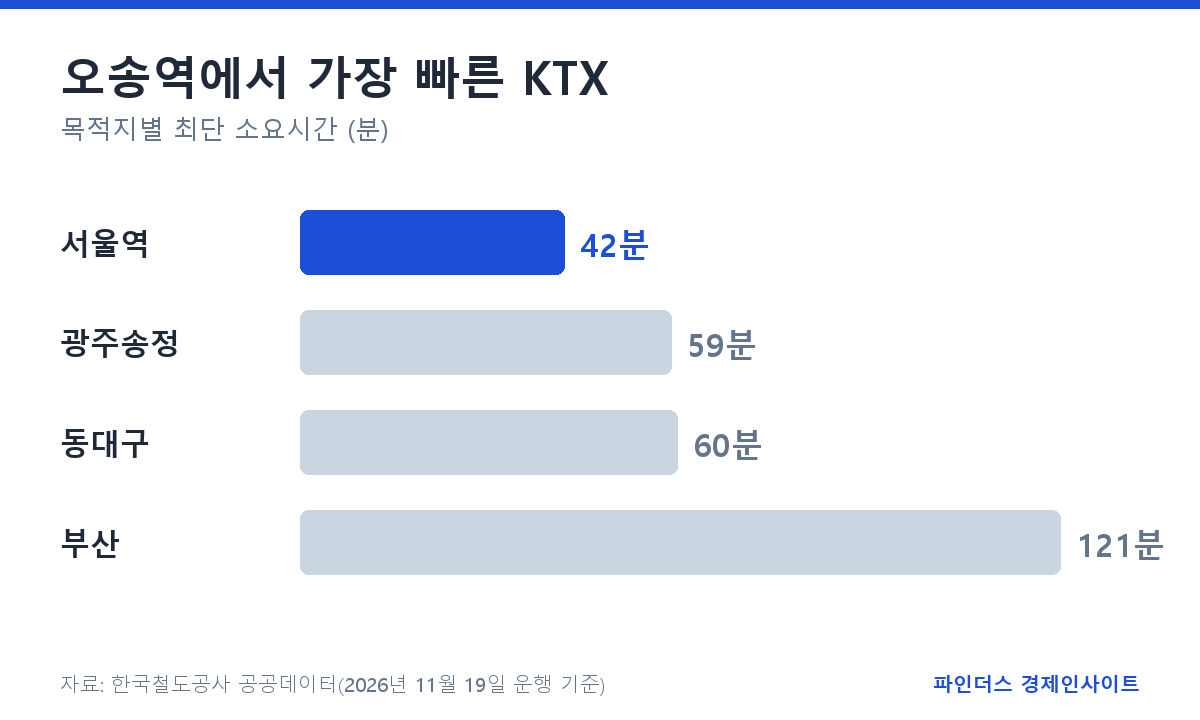 오송역에서 가장 빠른 KTX
목적지별 최단 소요시간 (분)
서울역 42분
광주송정 59분
동대구 60분
부산 121분
자료: 한국철도공사 공공데이터(2026년 11월 19일 운행 기준) 파인더스 경제인사이트